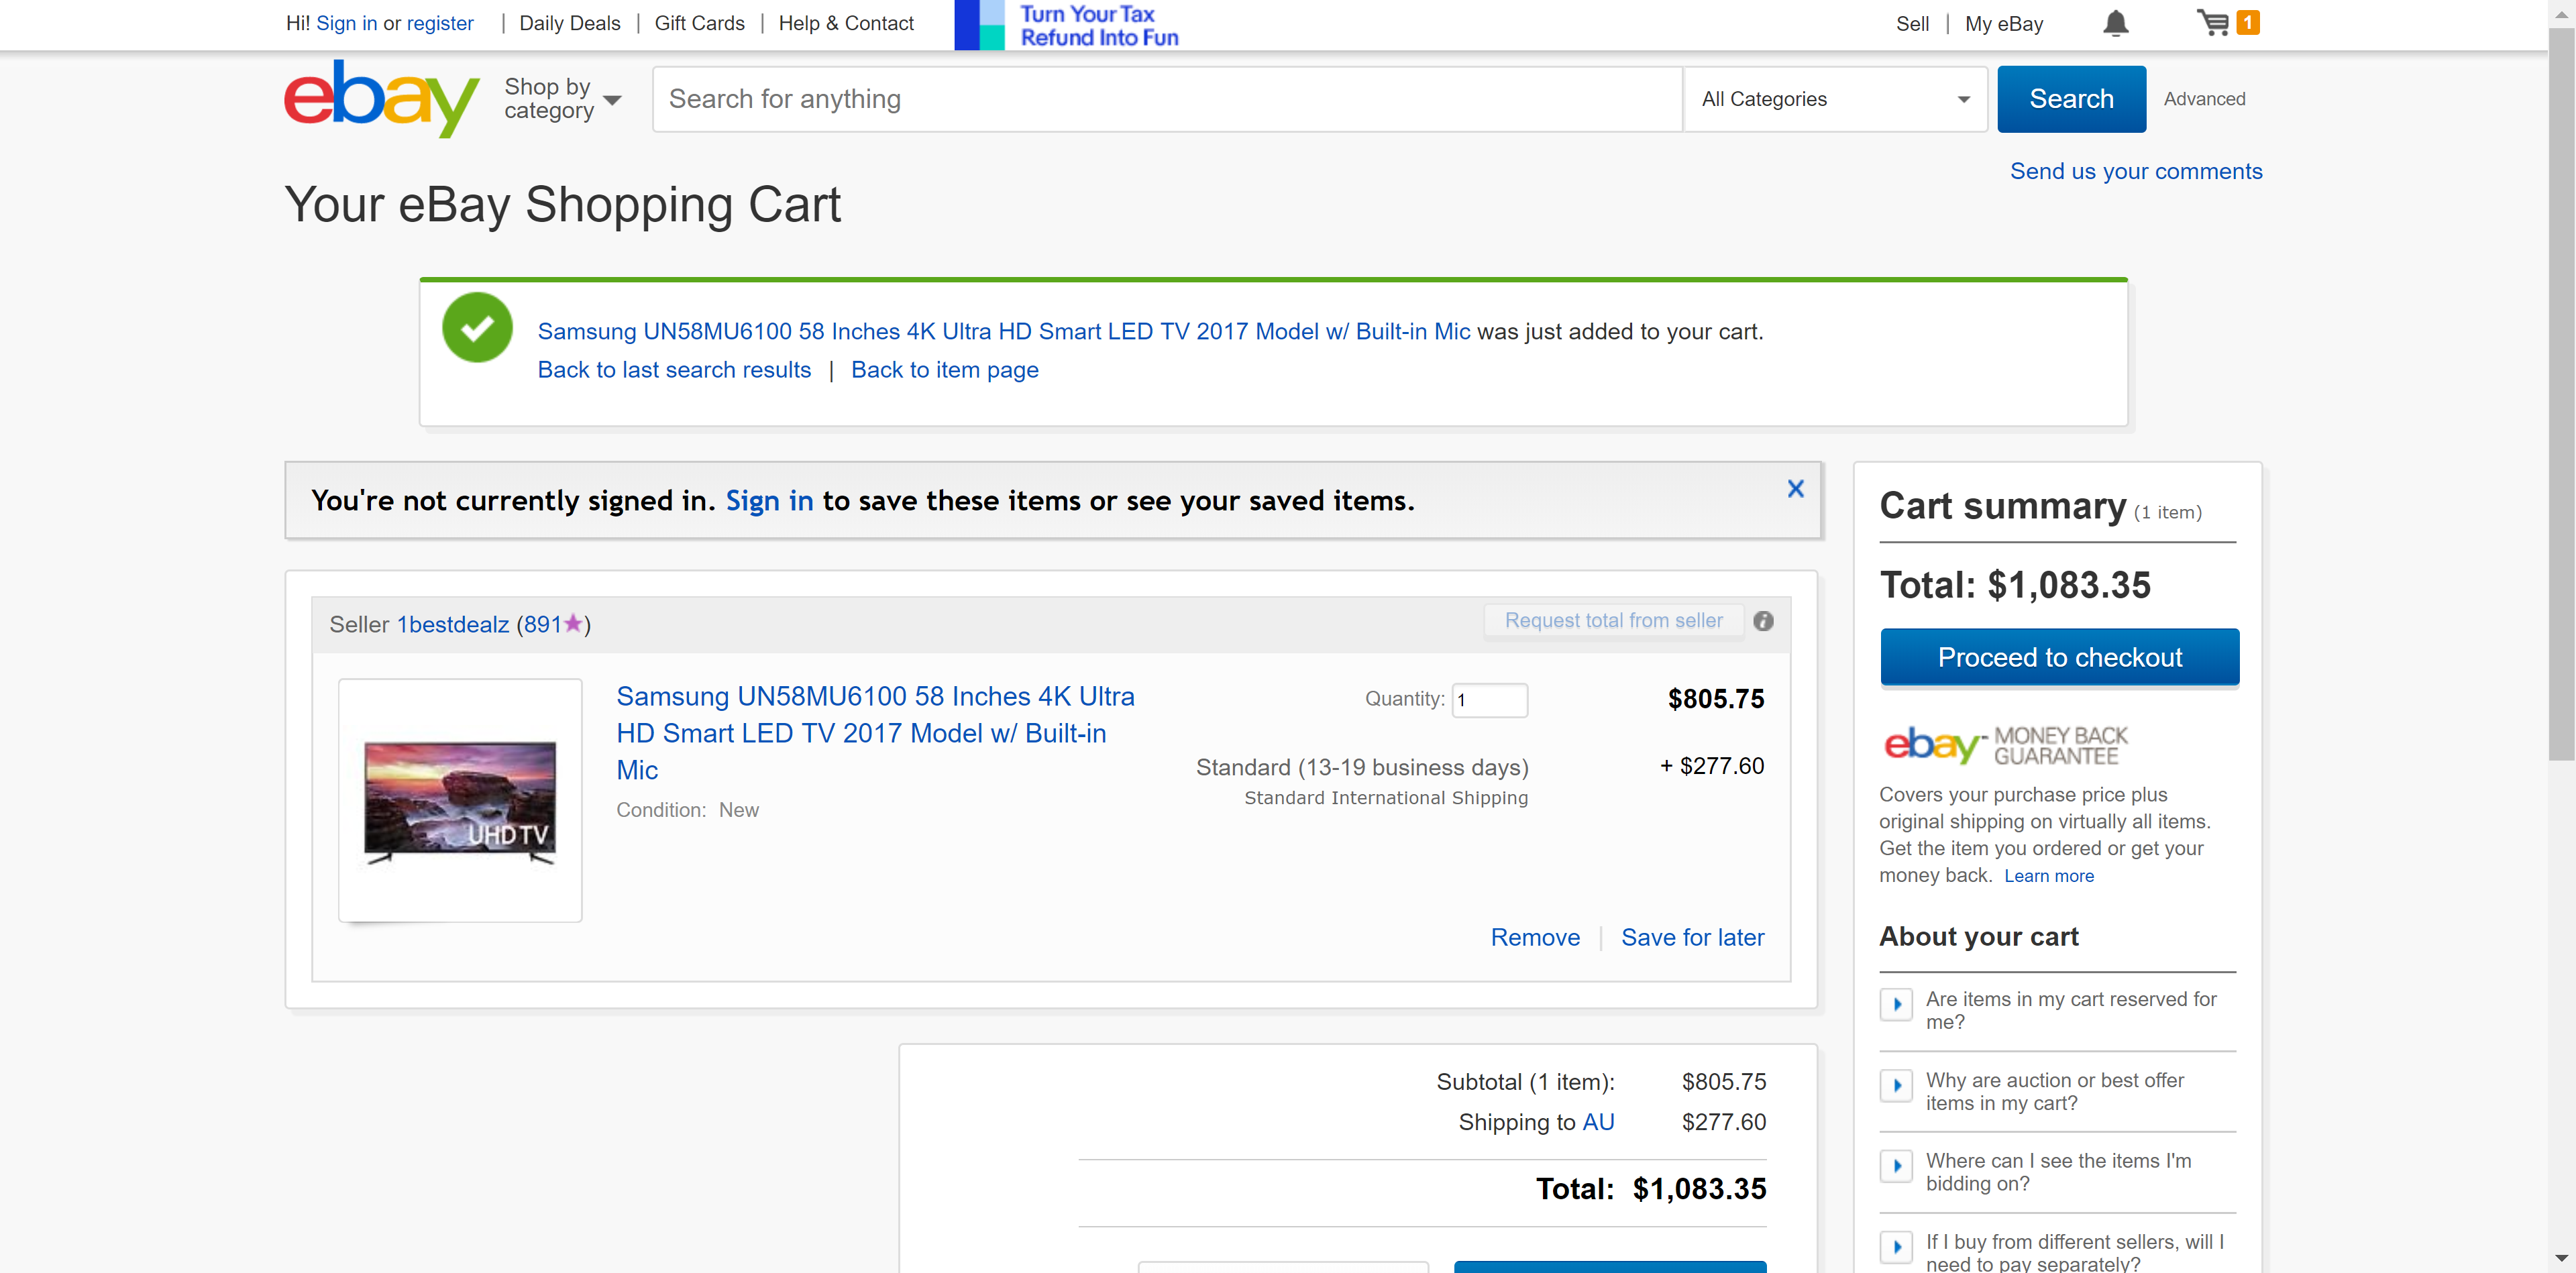 Hi! Sign in or register | Daily Deals | Gift Cards | Help & Contact
Turn Your Tax
Refund Into Fun
Sell | My eBay
1
ebay
Shop by
category
Search for anything
All Categories
Search
Advanced
Send us your comments
Your eBay Shopping Cart
Samsung UN58MU6100 58 Inches 4K Ultra HD Smart LED TV 2017 Model w/ Built-in Mic was just added to your cart.
Back to last search results | Back to item page
You're not currently signed in. Sign in to save these items or see your saved items.
X
Seller 1bestdealz (891★)
Request total from seller
i
UHD TV
Samsung UN58MU6100 58 Inches 4K Ultra
HD Smart LED TV 2017 Model w/ Built-in
Mic
Condition: New
Quantity: 1
$805.75
Standard (13-19 business days)
+ $277.60
Standard International Shipping
Remove | Save for later
Subtotal (1 item): $805.75
Shipping to AU $277.60
Total: $1,083.35
Cart summary (1 item)
Total: $1,083.35
Proceed to checkout
ebay™ MONEY BACK
GUARANTEE
Covers your purchase price plus
original shipping on virtually all items.
Get the item you ordered or get your
money back. Learn more
About your cart
Are items in my cart reserved for
me?
Why are auction or best offer
items in my cart?
Where can I see the items I'm
bidding on?
If I buy from different sellers, will I
need to pay separately?